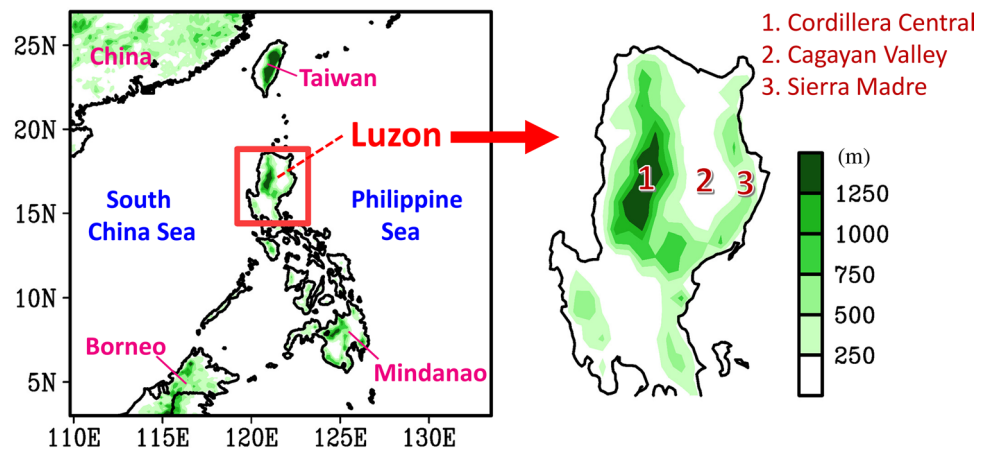 1. Cordillera Central
2. Cagayan Valley
3. Sierra Madre
25N
China
Taiwan
20N
Luzon
South
China Sea
Philippine
Sea
15N
10N
Borneo
Mindanao
5N
110E
115E
120E
125E
130E
1
2
3
(m)
1250
1000
750
500
250